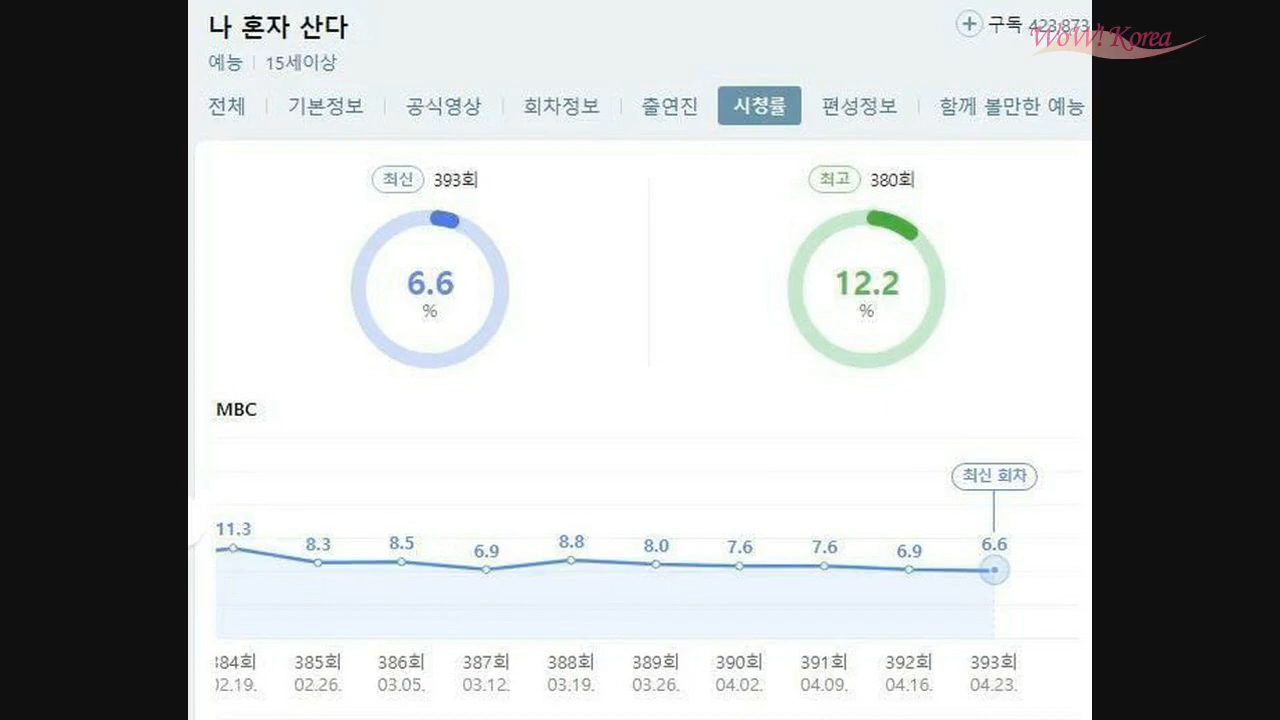 나 혼자 산다
구독 423,873
WoW! Korea
예능 15세이상
전체 기본정보 공식영상 회차정보 출연진 시청률 편성정보 함께 볼만한 예능
최신 393회
최고 380회
6.6
%
12.2
%
MBC
최신 회차
11.3 8.3 8.5 6.9 8.8 8.0 7.6 7.6 6.9 6.6
384회 385회 386회 387회 388회 389회 390회 391회 392회 393회
02.19. 02.26. 03.05. 03.12. 03.19. 03.26. 04.02. 04.09. 04.16. 04.23.